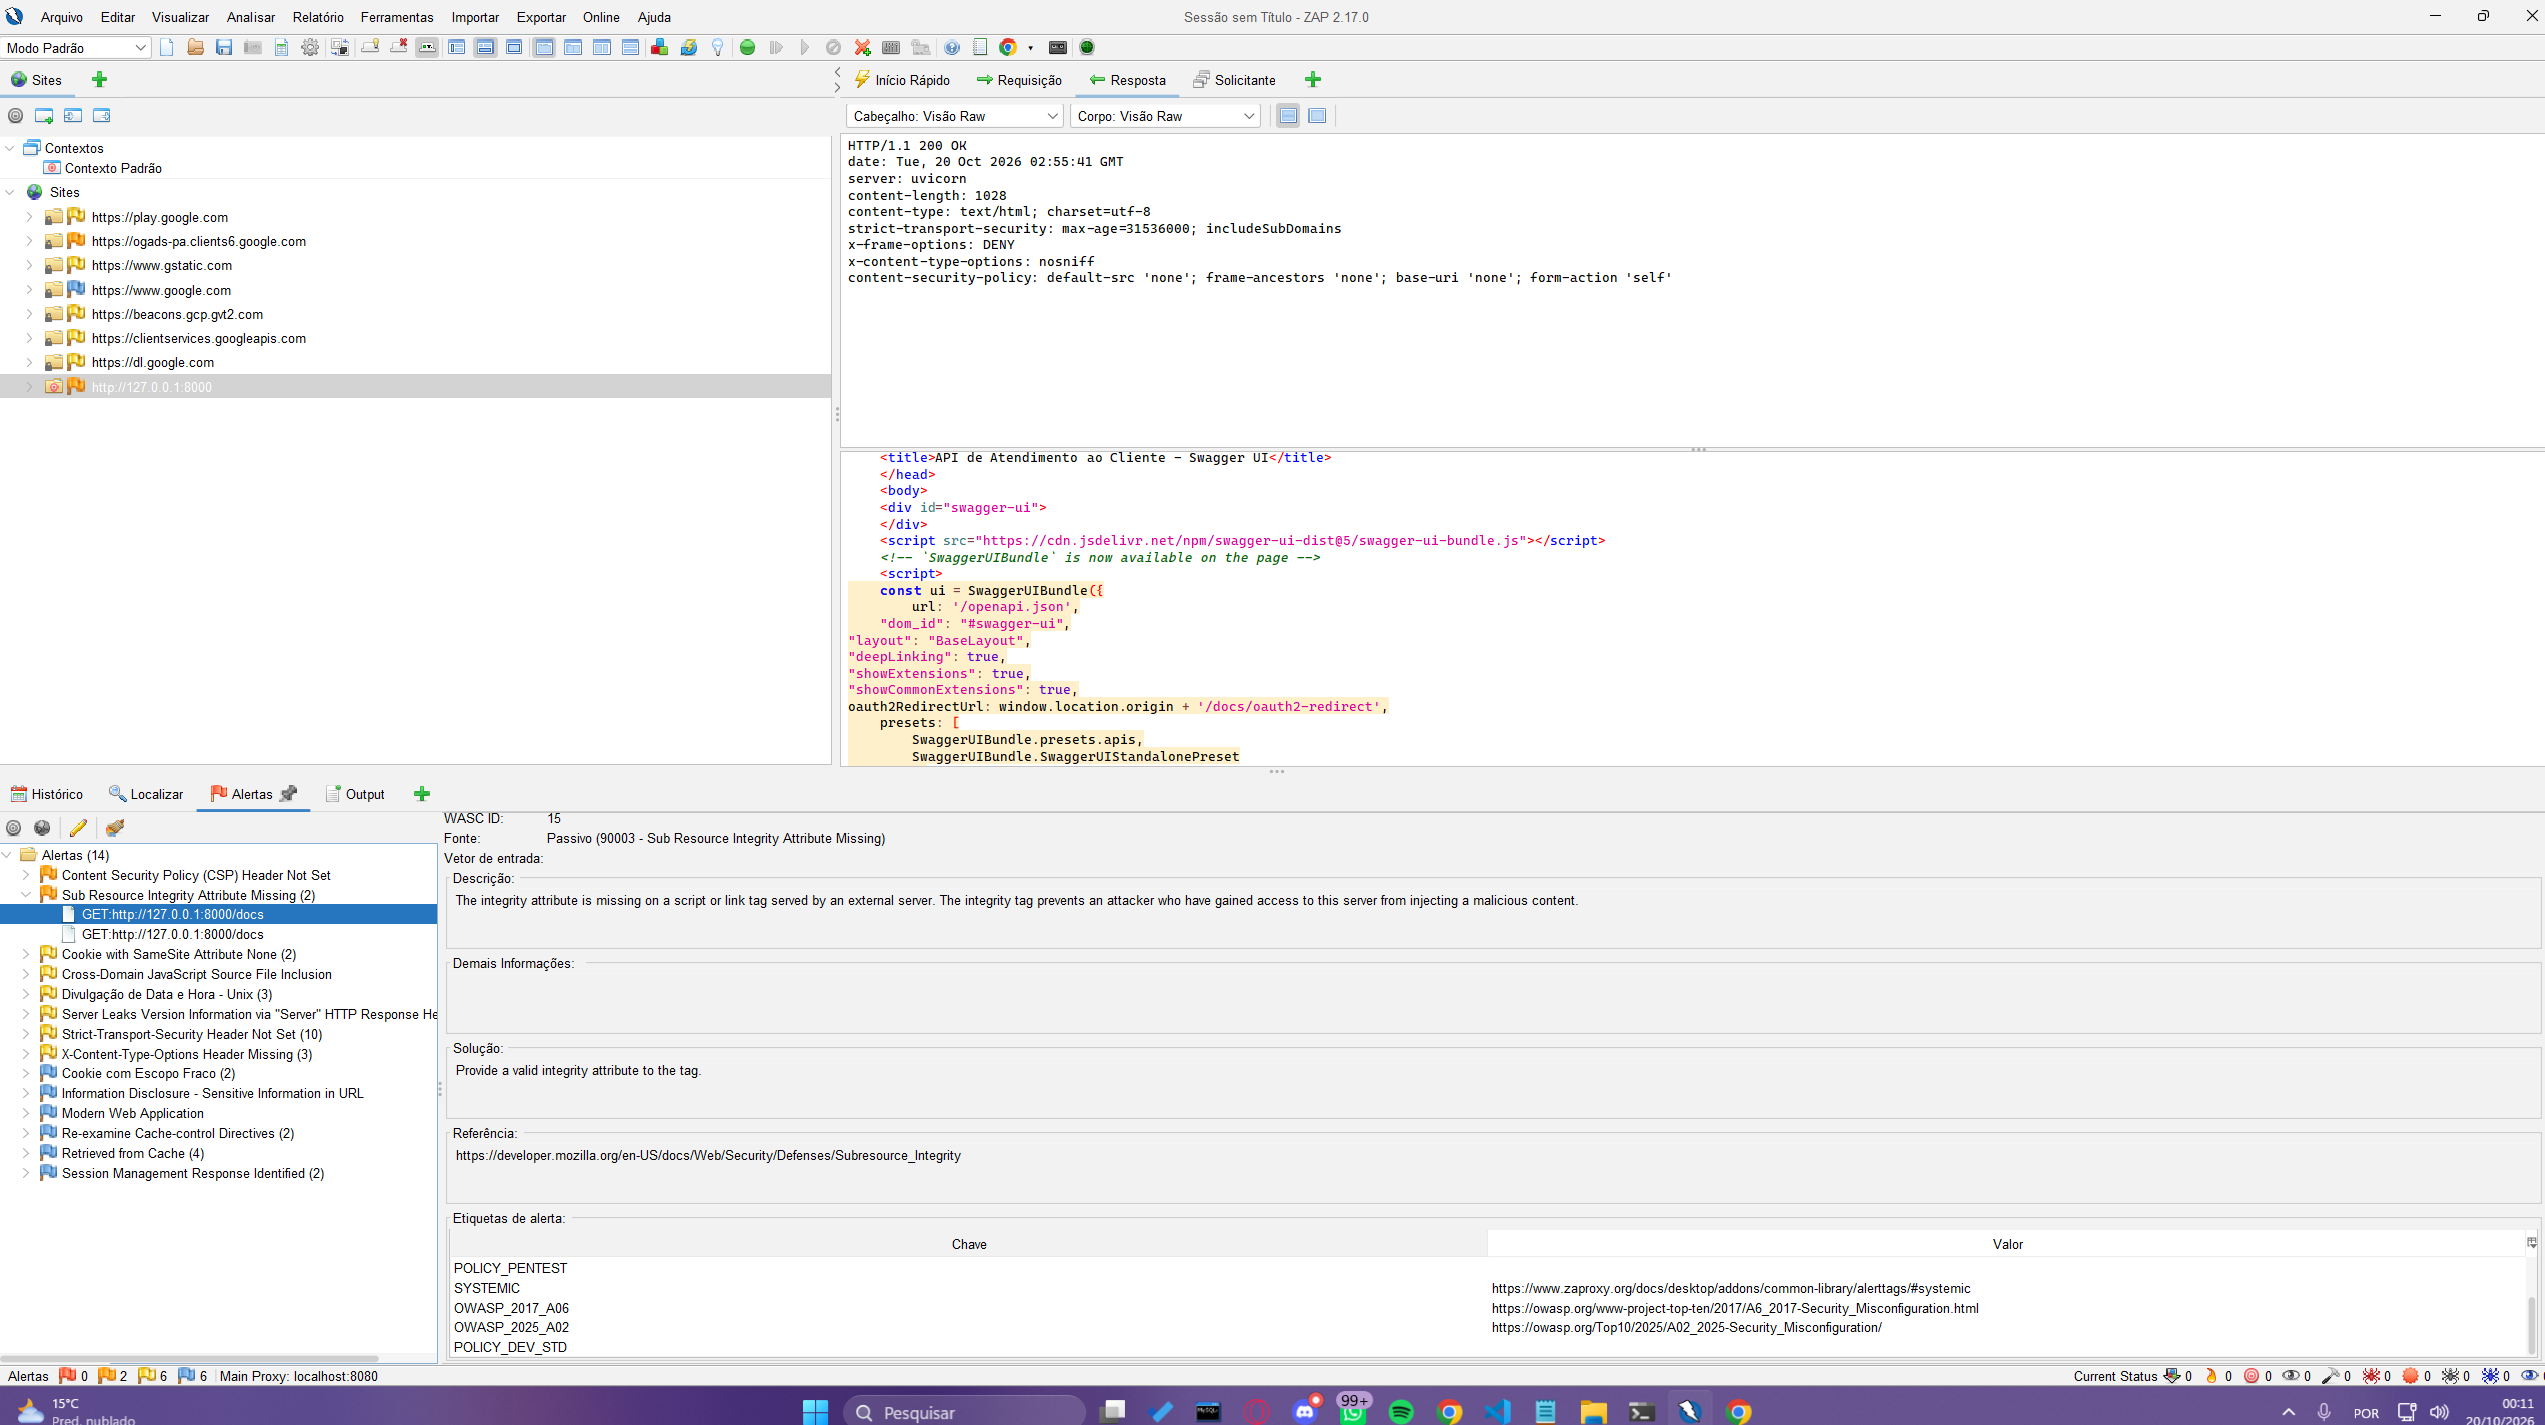 Arquivo Editar Visualizar Analisar Relatório Ferramentas Importar Exportar Online Ajuda
Sessão sem Título - ZAP 2.17.0
Modo Padrão
Sites
Início Rápido Requisição Resposta Solicitante
Cabeçalho: Visão Raw Corpo: Visão Raw
Contextos
Contexto Padrão
Sites
https://play.google.com
https://ogads-pa.clients6.google.com
https://www.gstatic.com
https://www.google.com
https://beacons.gcp.gvt2.com
https://clientservices.googleapis.com
https://dl.google.com
http://127.0.0.1:8000
HTTP/1.1 200 OK
date: Tue, 20 Oct 2026 02:55:41 GMT
server: uvicorn
content-length: 1028
content-type: text/html; charset=utf-8
strict-transport-security: max-age=31536000; includeSubDomains
x-frame-options: DENY
x-content-type-options: nosniff
content-security-policy: default-src 'none'; frame-ancestors 'none'; base-uri 'none'; form-action 'self'
<title>API de Atendimento ao Cliente - Swagger UI</title>
</head>
<body>
<div id="swagger-ui">
</div>
<script src="https://cdn.jsdelivr.net/npm/swagger-ui-dist@5/swagger-ui-bundle.js"></script>
<!-- `SwaggerUIBundle` is now available on the page -->
<script>
const ui = SwaggerUIBundle({
url: '/openapi.json',
"dom_id": "#swagger-ui",
"layout": "BaseLayout",
"deepLinking": true,
"showExtensions": true,
"showCommonExtensions": true,
oauth2RedirectUrl: window.location.origin + '/docs/oauth2-redirect',
presets: [
SwaggerUIBundle.presets.apis,
SwaggerUIBundle.SwaggerUIStandalonePreset
Histórico Localizar Alertas Output
Alertas (14)
Content Security Policy (CSP) Header Not Set
Sub Resource Integrity Attribute Missing (2)
GET:http://127.0.0.1:8000/docs
GET:http://127.0.0.1:8000/docs
Cookie with SameSite Attribute None (2)
Cross-Domain JavaScript Source File Inclusion
Divulgação de Data e Hora - Unix (3)
Server Leaks Version Information via "Server" HTTP Response He
Strict-Transport-Security Header Not Set (10)
X-Content-Type-Options Header Missing (3)
Cookie com Escopo Fraco (2)
Information Disclosure - Sensitive Information in URL
Modern Web Application
Re-examine Cache-control Directives (2)
Retrieved from Cache (4)
Session Management Response Identified (2)
WASC ID: 15
Fonte: Passivo (90003 - Sub Resource Integrity Attribute Missing)
Vetor de entrada:
Descrição:
The integrity attribute is missing on a script or link tag served by an external server. The integrity tag prevents an attacker who have gained access to this server from injecting a malicious content.
Demais Informações:
Solução:
Provide a valid integrity attribute to the tag.
Referência:
https://developer.mozilla.org/en-US/docs/Web/Security/Defenses/Subresource_Integrity
Etiquetas de alerta:
Chave Valor
POLICY_PENTEST
SYSTEMIC https://www.zaproxy.org/docs/desktop/addons/common-library/alerttags/#systemic
OWASP_2017_A06 https://owasp.org/www-project-top-ten/2017/A6_2017-Security_Misconfiguration.html
OWASP_2025_A02 https://owasp.org/Top10/2025/A02_2025-Security_Misconfiguration/
POLICY_DEV_STD
Alertas 0 2 6 6 Main Proxy: localhost:8080
Current Status 0 0 0 0 0 0 0 0 0
15°C
Pred. nublado
Pesquisar
99+
POR
00:11
20/10/2026